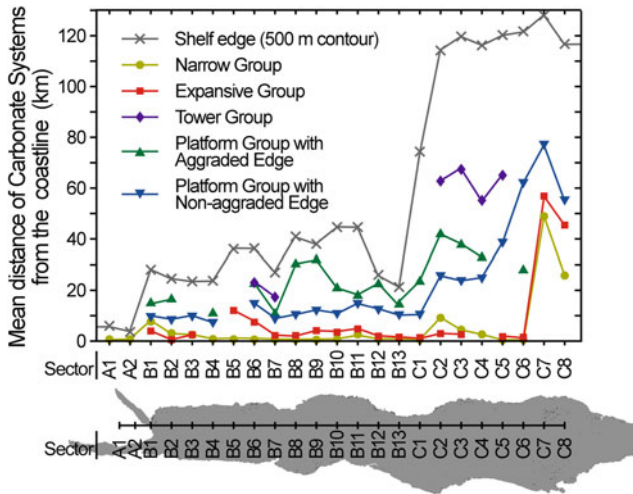 Mean distance of Carbonate Systems
from the coastline (km)
120
100
80
60
40
20
0
Shelf edge (500 m contour)
Narrow Group
Expansive Group
Tower Group
Platform Group with
Aggraded Edge
Platform Group with
Non-aggraded Edge
Sector A1 A2 B1 B2 B3 B4 B5 B6 B7 B8 B9 B10 B11 B12 B13 C1 C2 C3 C4 C5 C6 C7 C8
Sector A1 A2 B1 B2 B3 B4 B5 B6 B7 B8 B9 B10 B11 B12 B13 C1 C2 C3 C4 C5 C6 C7 C8